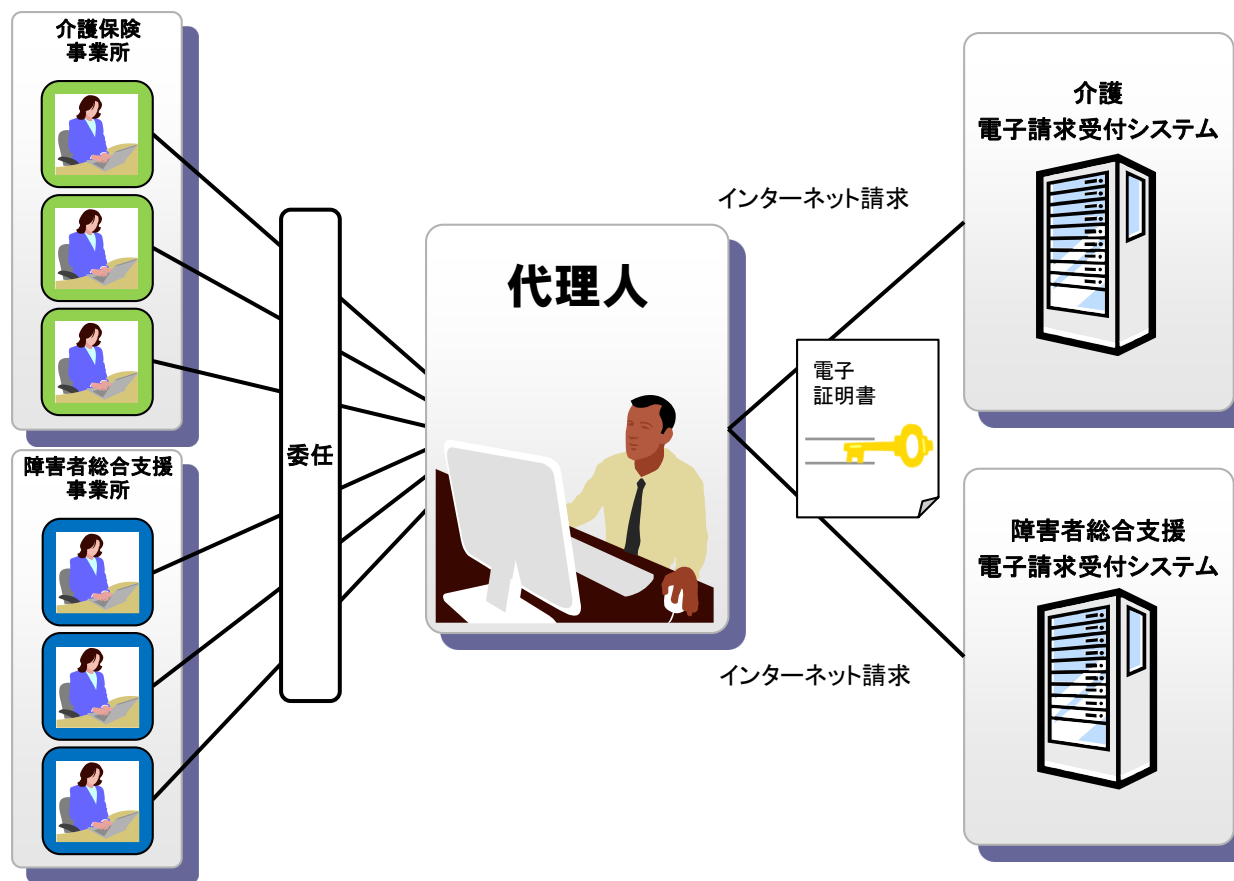 介護保険
事業所
障害者総合支援
事業所
委任
代理人
インターネット請求
電子
証明書
インターネット請求
介護
電子請求受付システム
障害者総合支援
電子請求受付システム